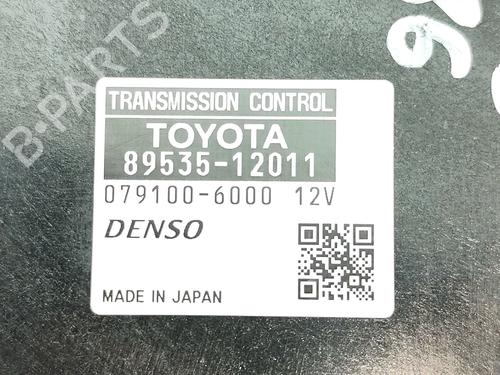 B-PARTS
TRANSMISSION CONTROL
TOYOTA
89535-12011
079100-6000 12V
DENSO
MADE IN JAPAN